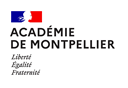 ACADÉMIE
DE MONTPELLIER
Liberté
Égalité
Fraternité